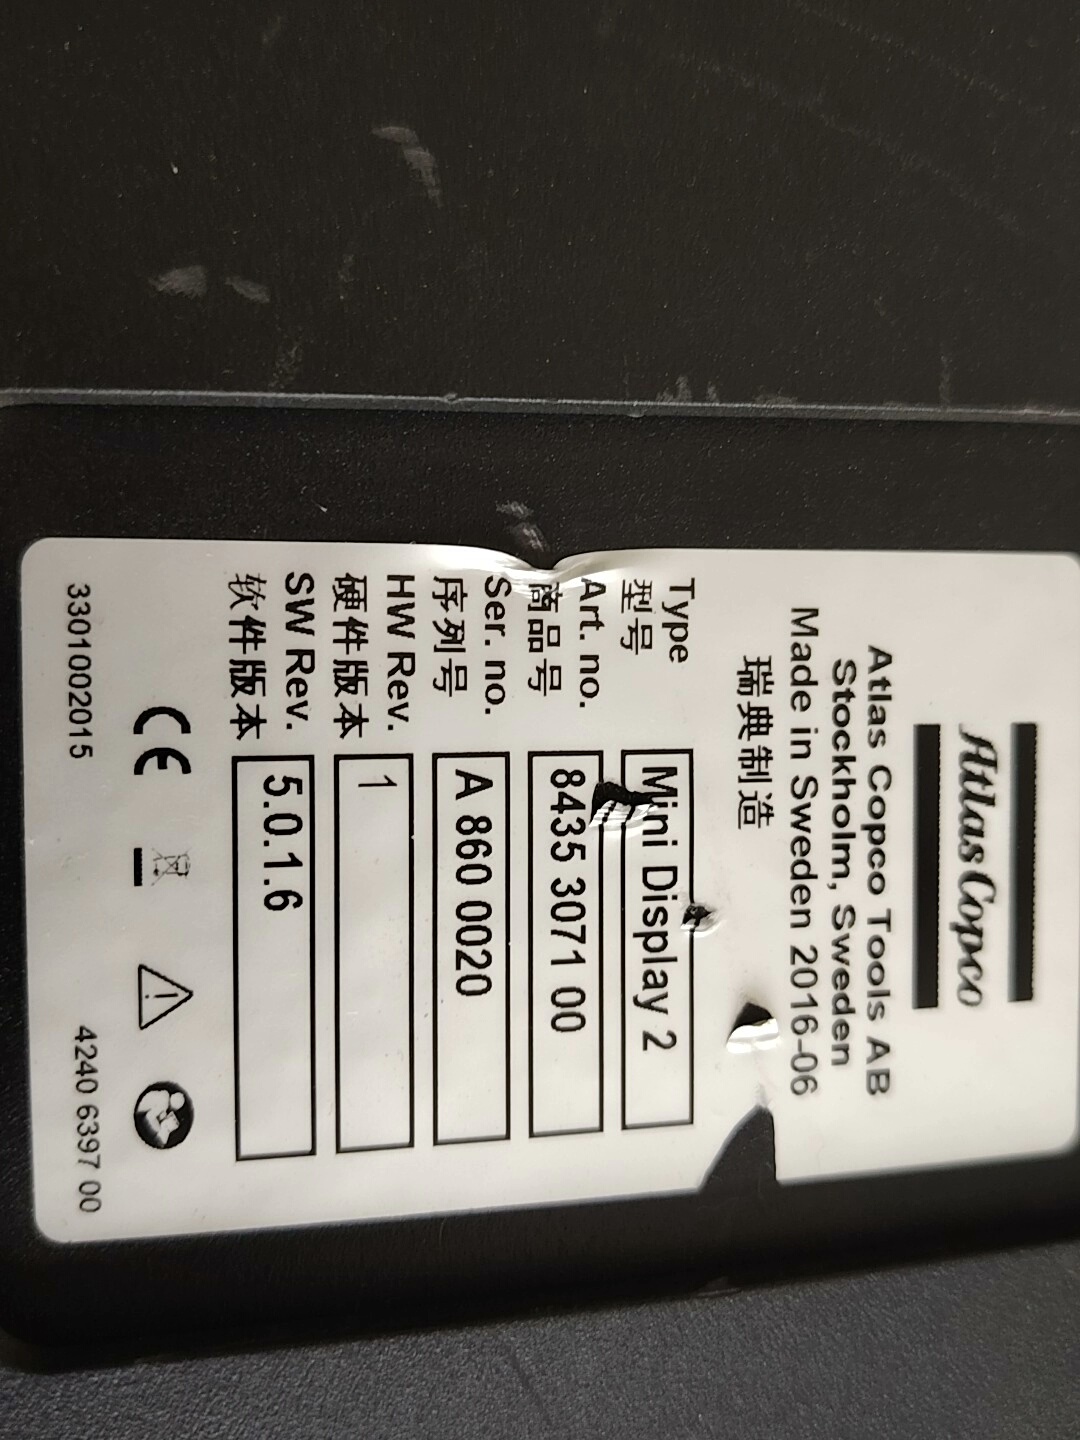 Atlas Copco
Atlas Copco Tools AB
Stockholm, Sweden
Made in Sweden 2016-06
瑞典制造
Type Mini Display 2
型号
Art. no. 8435 3071 00
商品号
Ser. no. A 860 0020
序列号
HW Rev. 1
硬件版本
SW Rev. 5.0.1.6
软件版本
CE
3301002015 4240 6397 00